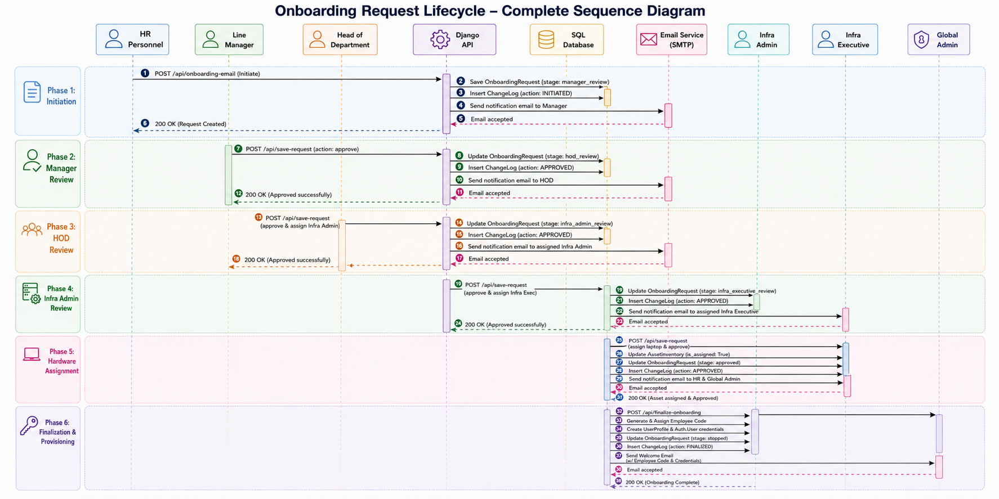 Onboarding Request Lifecycle – Complete Sequence Diagram
HR
Personnel
Line
Manager
Head of
Department
Django
API
SQL
Database
Email Service
(SMTP)
Infra
Admin
Infra
Executive
Global
Admin
Phase 1:
Initiation
1 POST /api/onboarding-email (Initiate)
2 Save OnboardingRequest (stage: manager_review)
3 Insert ChangeLog (action: INITIATED)
4 Send notification email to Manager
5 Email accepted
6 200 OK (Request Created)
Phase 2:
Manager
Review
7 POST /api/save-request (action: approve)
8 Update OnboardingRequest (stage: hod_review)
9 Insert ChangeLog (action: APPROVED)
10 Send notification email to HOD
11 Email accepted
12 200 OK (Approved successfully)
Phase 3:
HOD
Review
13 POST /api/save-request
(approve & assign Infra Admin)
14 Update OnboardingRequest (stage: infra_admin_review)
15 Insert ChangeLog (action: APPROVED)
16 Send notification email to assigned Infra Admin
17 Email accepted
18 200 OK (Approved successfully)
Phase 4:
Infra Admin
Review
19 POST /api/save-request
(approve & assign Infra Exec)
19 Update OnboardingRequest (stage: infra_executive_review)
21 Insert ChangeLog (action: APPROVED)
22 Send notification email to assigned Infra Executive
23 Email accepted
24 200 OK (Approved successfully)
Phase 5:
Hardware
Assignment
25 POST /api/save-request
(assign laptop & approve)
26 Update AssetInventory (is_assigned: True)
27 Update OnboardingRequest (stage: approved)
Insert ChangeLog (action: APPROVED)
29 Send notification email to HR & Global Admin
Email accepted
31 200 OK (Asset assigned & Approved)
Phase 6:
Finalization &
Provisioning
32 POST /api/finalize-onboarding
33 Generate & Assign Employee Code
34 Create UserProfile & Auth.User credentials
Update OnboardingRequest (stage: stopped)
Insert ChangeLog (action: FINALIZED)
37 Send Welcome Email
(w/ Employee Code & Credentials)
Email accepted
200 OK (Onboarding Complete)